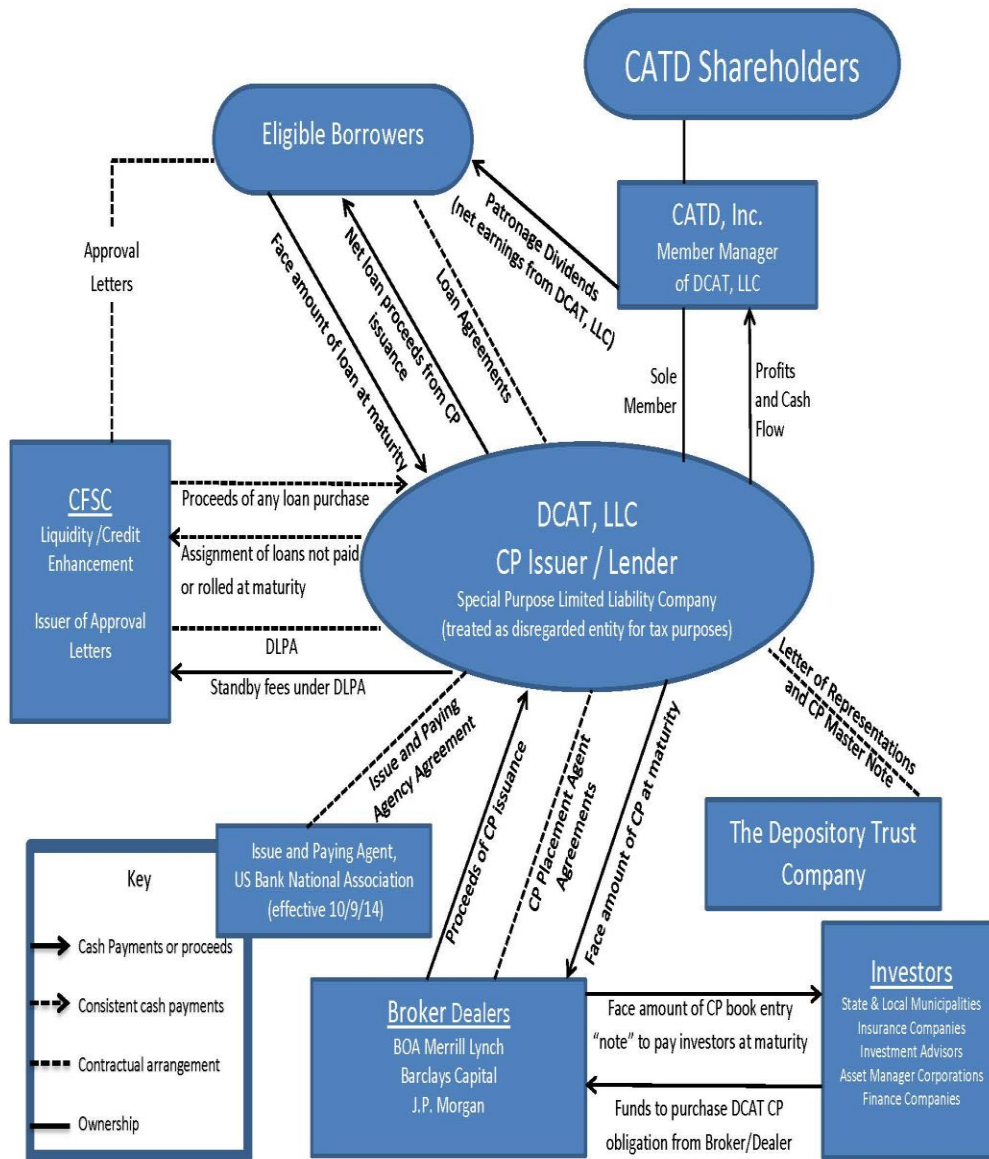 CATD Shareholders
Eligible Borrowers
CATD, Inc.
Member Manager
of DCAT, LLC
Patronage Dividends
(net earnings from
DCAT, LLC)
Approval
Letters
Face amount of loan at maturity
Net loan proceeds from CP
issuance
Loan Agreements
Sole
Member
Profits
and Cash
Flow
CFSC
Liquidity /Credit
Enhancement
Issuer of Approval
Letters
Proceeds of any loan purchase
Assignment of loans not paid
or rolled at maturity
DLPA
Standby fees under DLPA
DCAT, LLC
CP Issuer / Lender
Special Purpose Limited Liability Company
(treated as disregarded entity for tax purposes)
Letter of Representations
and CP Master Note
Issue and Paying
Agency Agreement
Proceeds of CP issuance
CP Placement Agent
Agreements
Face amount of CP at maturity
The Depository Trust
Company
Issue and Paying Agent,
US Bank National Association
(effective 10/9/14)
Key
Cash Payments or proceeds
Consistent cash payments
Contractual arrangement
Ownership
Broker Dealers
BOA Merrill Lynch
Barclays Capital
J.P. Morgan
Face amount of CP book entry
“note” to pay investors at maturity
Funds to purchase DCAT CP
obligation from Broker/Dealer
Investors
State & Local Municipalities
Insurance Companies
Investment Advisors
Asset Manager Corporations
Finance Companies